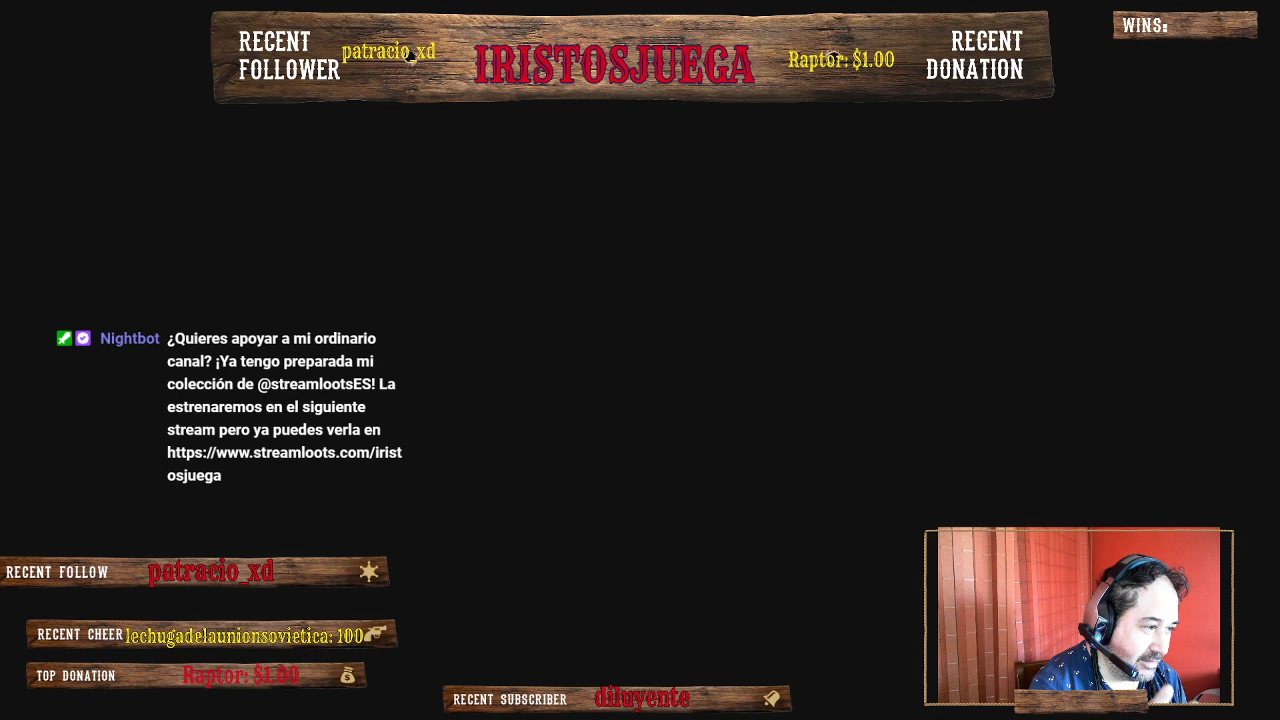 RECENT
FOLLOWER
patracio_xd
IRISTOSJUEGA
Raptor: $1.00
RECENT
DONATION
WINS:
Nightbot ¿Quieres apoyar a mi ordinario
canal? ¡Ya tengo preparada mi
colección de @streamlootsES! La
estrenaremos en el siguiente
stream pero ya puedes verla en
https://www.streamloots.com/irist
osjuega
RECENT FOLLOW patracio_xd
RECENT CHEER lechugadelaunionsovietica: 100
TOP DONATION Raptor: $1.00
RECENT SUBSCRIBER diluyente